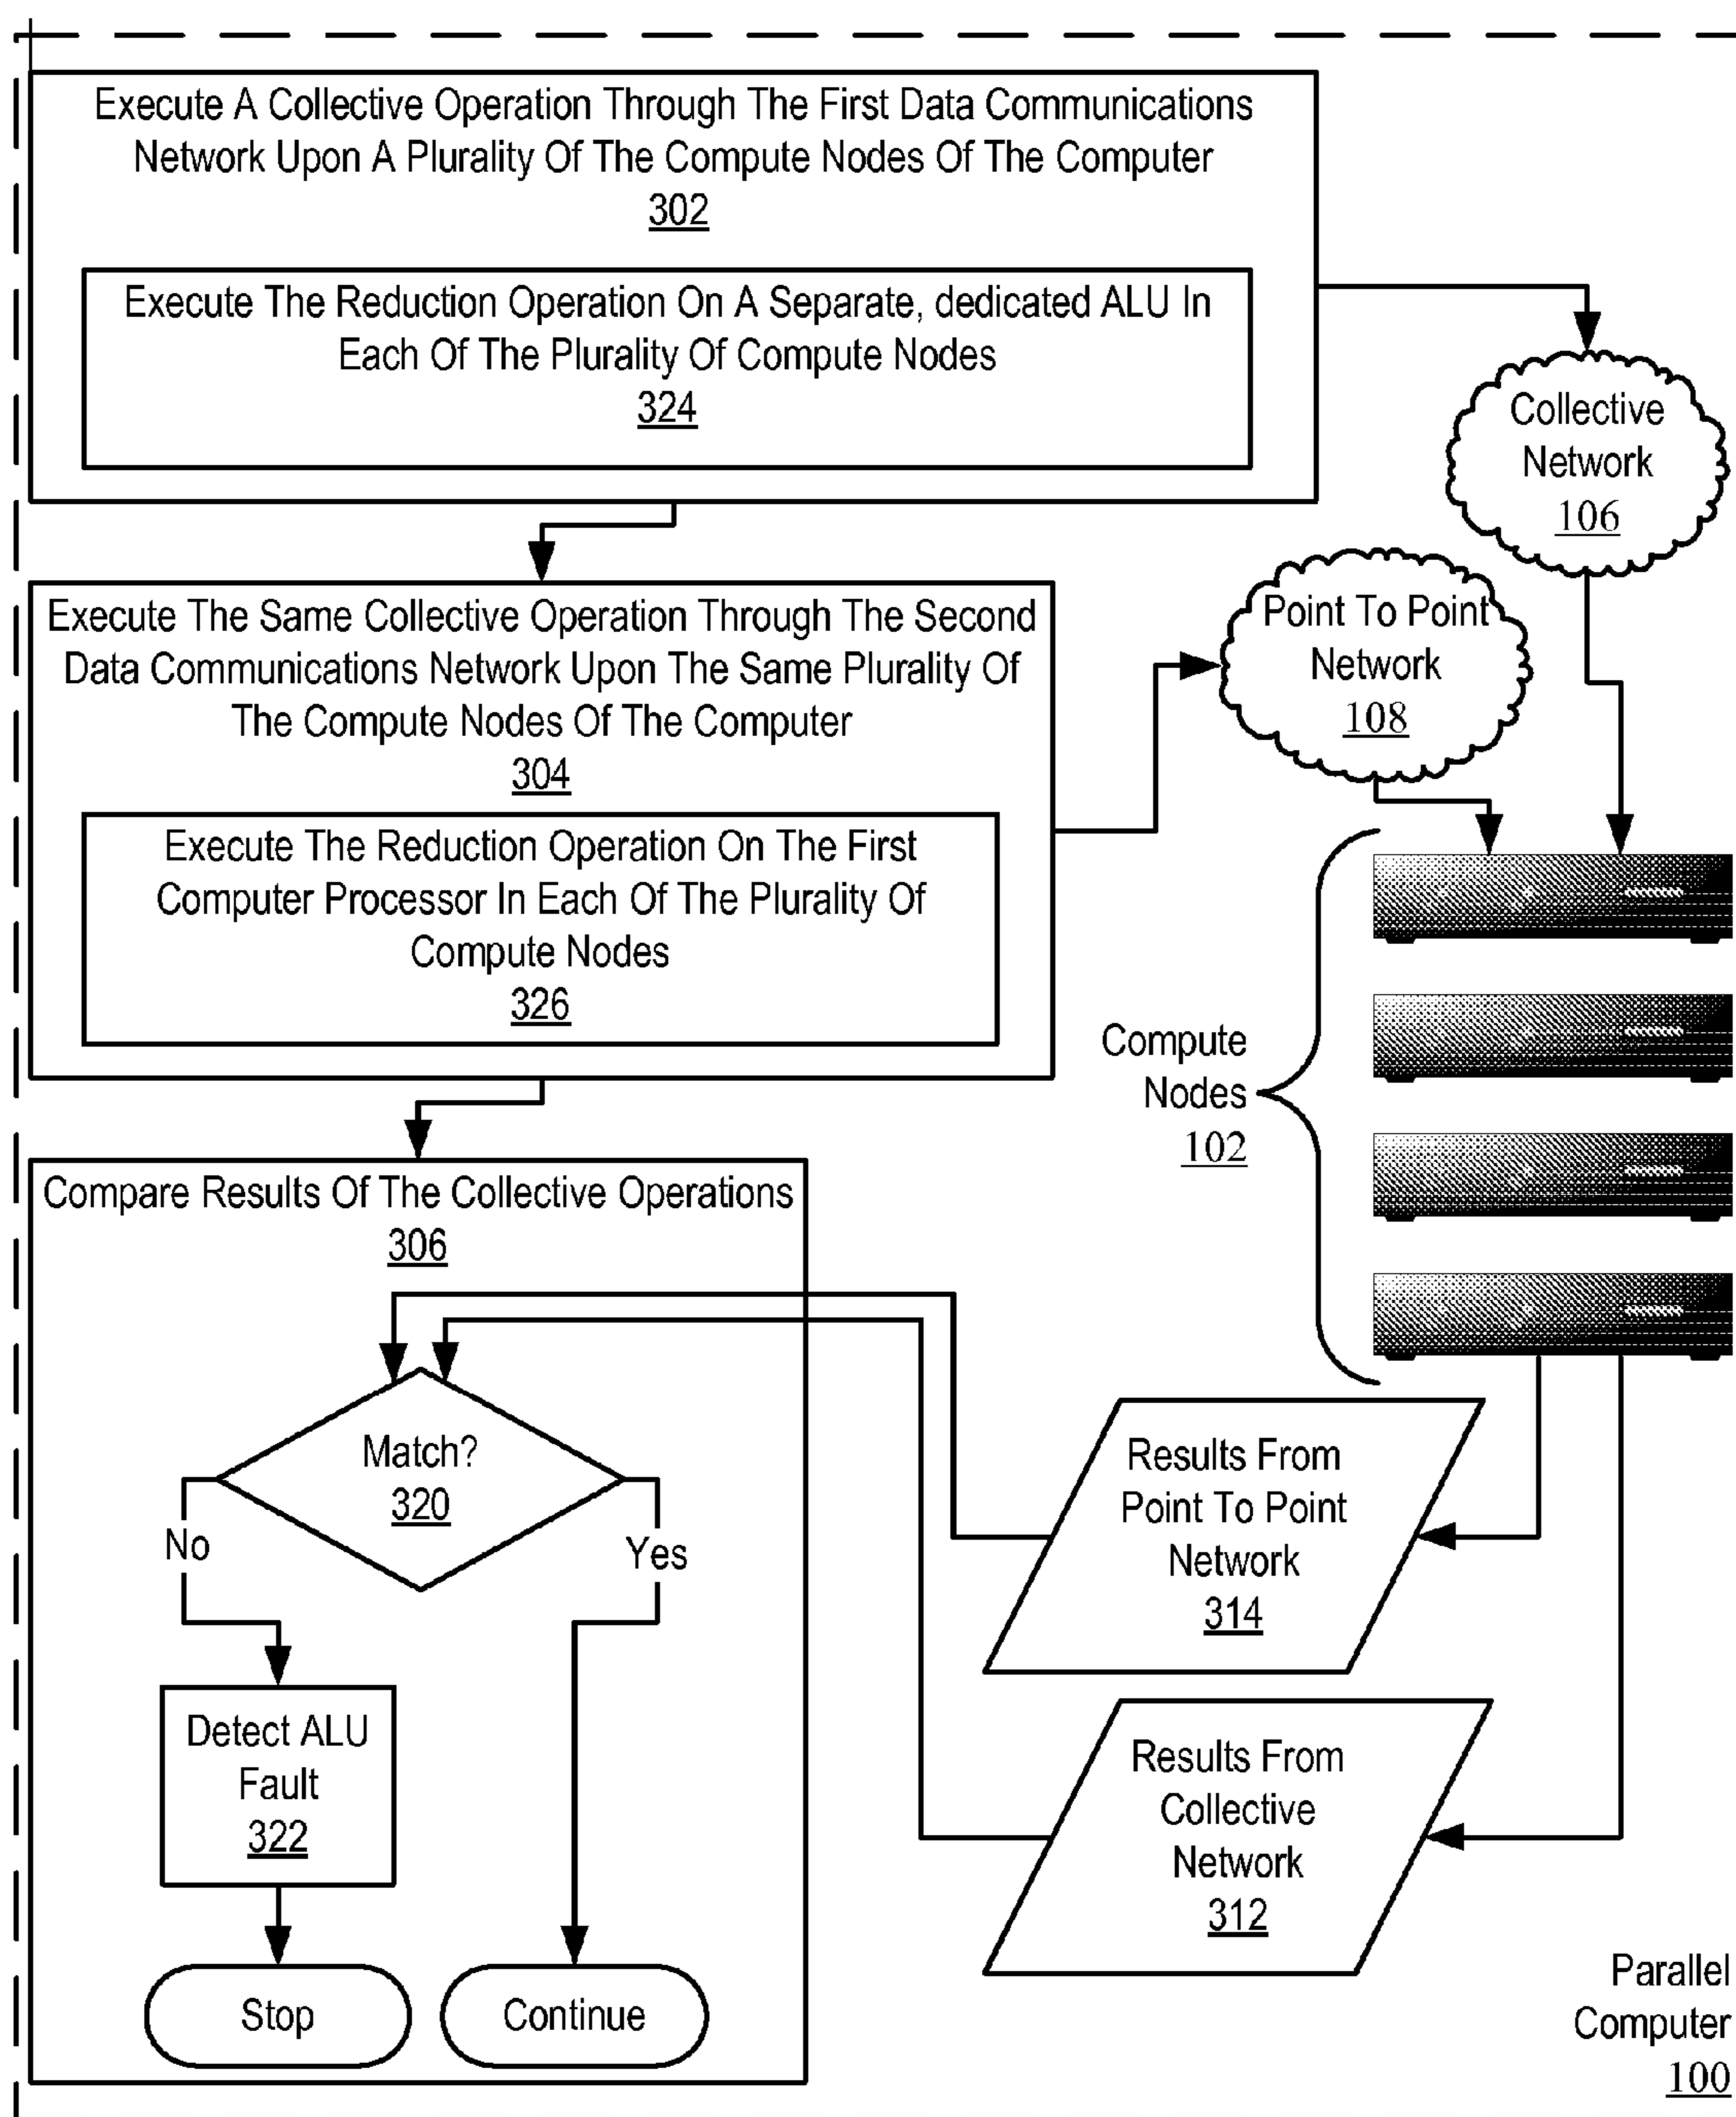 Execute A Collective Operation Through The First Data Communications
Network Upon A Plurality Of The Compute Nodes Of The Computer
302
Execute The Reduction Operation On A Separate, dedicated ALU In
Each Of The Plurality Of Compute Nodes
324
Collective
Network
106
Execute The Same Collective Operation Through The Second
Data Communications Network Upon The Same Plurality Of
The Compute Nodes Of The Computer
304
Execute The Reduction Operation On The First
Computer Processor In Each Of The Plurality Of
Compute Nodes
326
Point To Point
Network
108
Compute
Nodes
102
Compare Results Of The Collective Operations
306
Match?
320
No
Yes
Detect ALU
Fault
322
Stop
Continue
Results From
Point To Point
Network
314
Results From
Collective
Network
312
Parallel
Computer
100